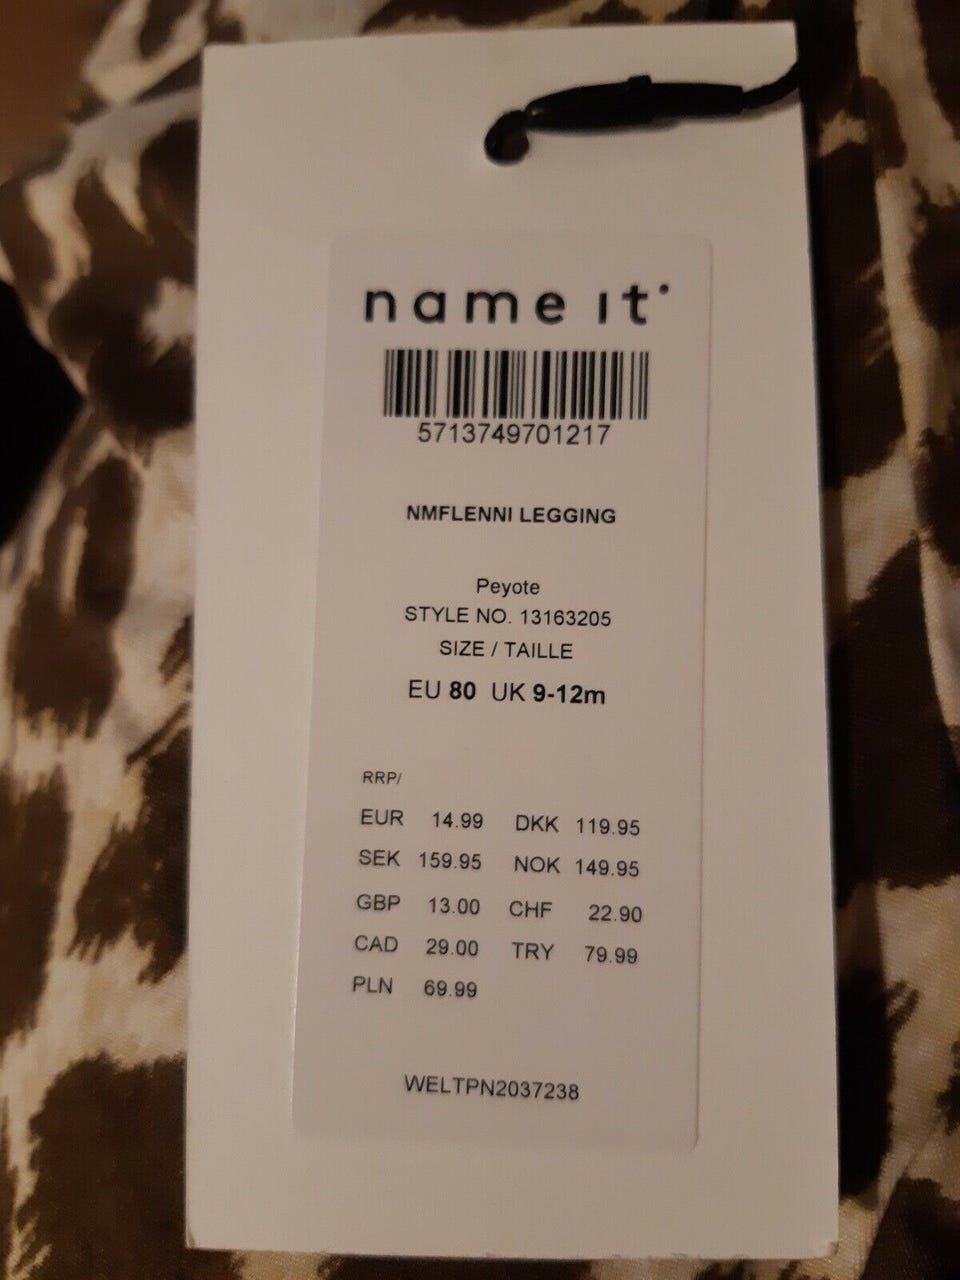 name it
5713749701217
NMFLENNI LEGGING
Peyote
STYLE NO. 13163205
SIZE / TAILLE
EU 80 UK 9-12m
RRP/
EUR 14.99 DKK 119.95
SEK 159.95 NOK 149.95
GBP 13.00 CHF 22.90
CAD 29.00 TRY 79.99
PLN 69.99
WELTPN2037238